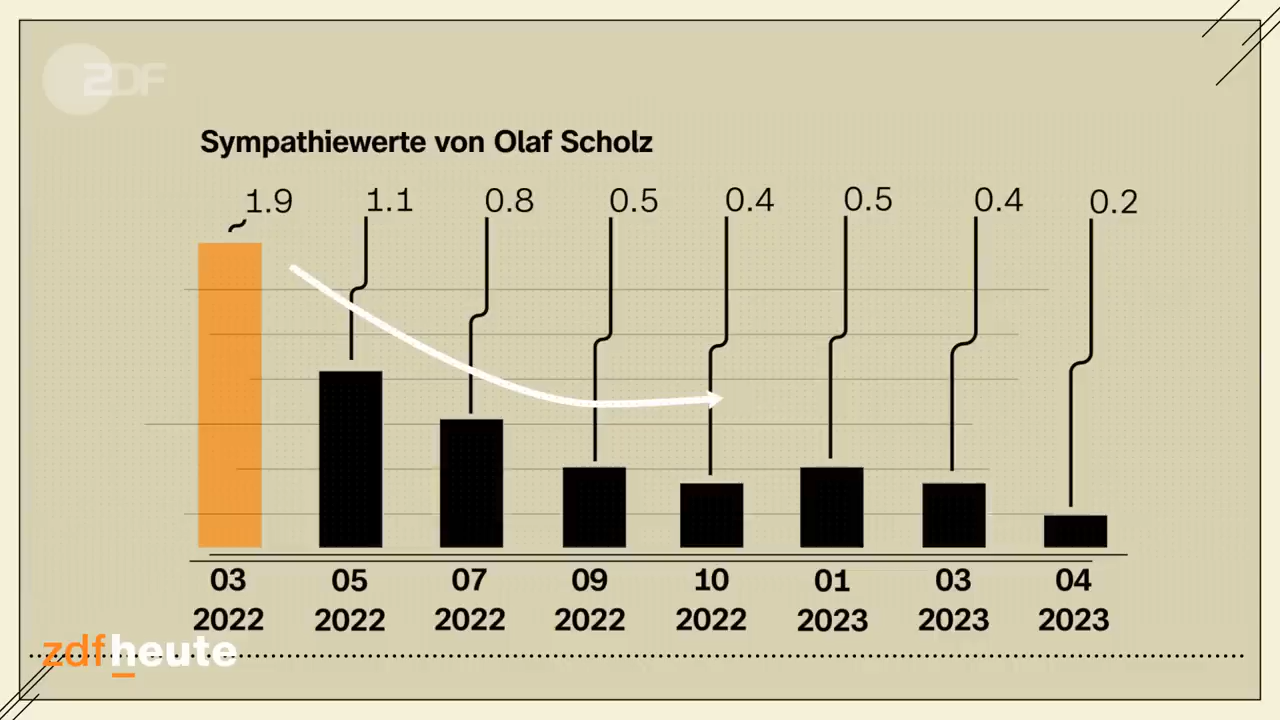 ZDF
Sympathiewerte von Olaf Scholz
1.9 1.1 0.8 0.5 0.4 0.5 0.4 0.2
03 05 07 09 10 01 03 04
2022 2022 2022 2022 2022 2023 2023 2023
zdfheute